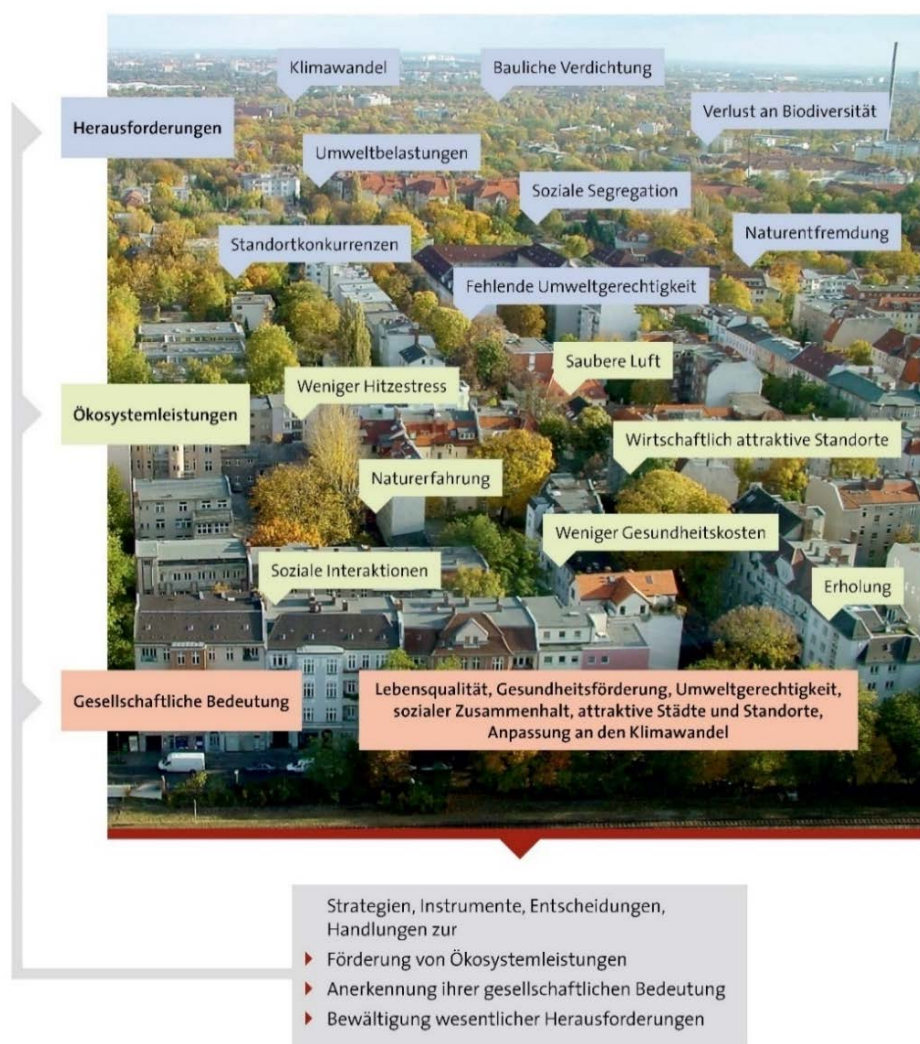 Klimawandel
Bauliche Verdichtung
Verlust an Biodiversität
Herausforderungen
Umweltbelastungen
Soziale Segregation
Naturentfremdung
Standortkonkurrenzen
Fehlende Umweltgerechtigkeit
Saubere Luft
Weniger Hitzestress
Ökosystemleistungen
Wirtschaftlich attraktive Standorte
Naturerfahrung
Weniger Gesundheitskosten
Soziale Interaktionen
Erholung
Gesellschaftliche Bedeutung
Lebensqualität, Gesundheitsförderung, Umweltgerechtigkeit,
sozialer Zusammenhalt, attraktive Städte und Standorte,
Anpassung an den Klimawandel
Strategien, Instrumente, Entscheidungen,
Handlungen zur
Förderung von Ökosystemleistungen
Anerkennung ihrer gesellschaftlichen Bedeutung
Bewältigung wesentlicher Herausforderungen